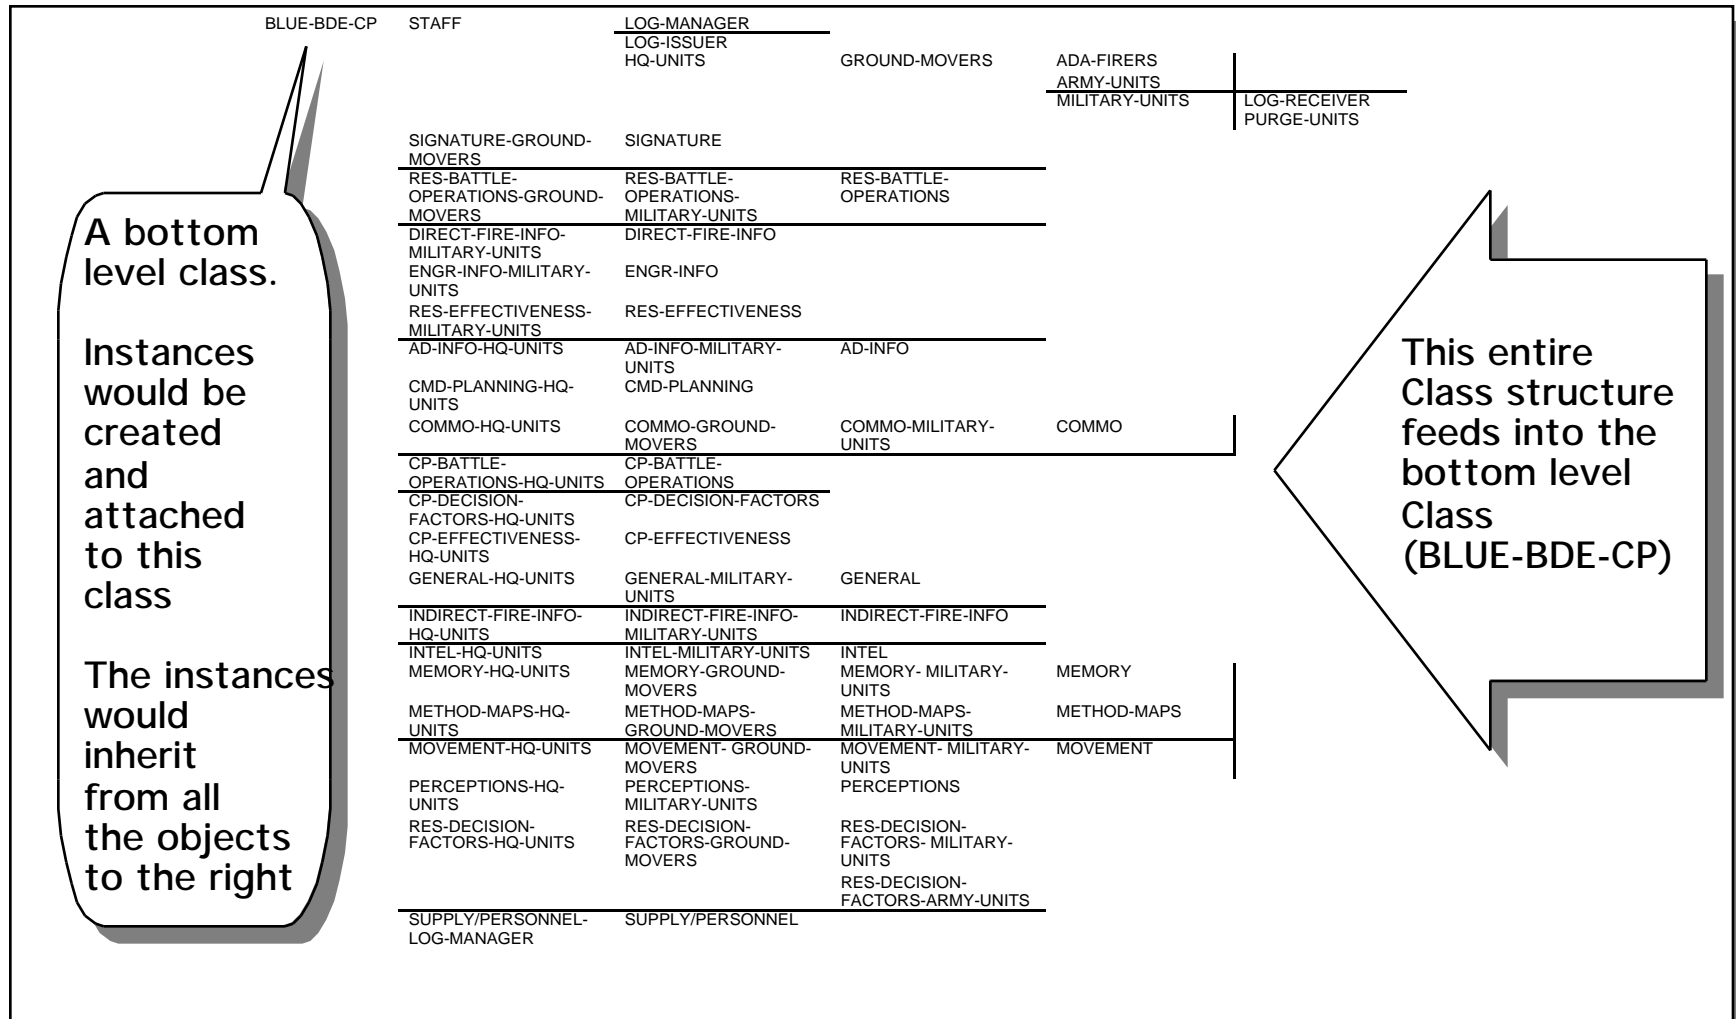 BLUE-BDE-CP STAFF LOG-MANAGER
LOG-ISSUER
HQ-UNITS GROUND-MOVERS ADA-FIRERS
ARMY-UNITS
MILITARY-UNITS LOG-RECEIVER
PURGE-UNITS
SIGNATURE-GROUND- SIGNATURE
MOVERS
RES-BATTLE- RES-BATTLE- RES-BATTLE-
OPERATIONS-GROUND- OPERATIONS- OPERATIONS
MOVERS MILITARY-UNITS
DIRECT-FIRE-INFO- DIRECT-FIRE-INFO
MILITARY-UNITS
ENGR-INFO-MILITARY- ENGR-INFO
UNITS
RES-EFFECTIVENESS- RES-EFFECTIVENESS
MILITARY-UNITS
AD-INFO-HQ-UNITS AD-INFO-MILITARY- AD-INFO
UNITS
CMD-PLANNING-HQ- CMD-PLANNING
UNITS
COMMO-HQ-UNITS COMMO-GROUND- COMMO-MILITARY- COMMO
MOVERS UNITS
CP-BATTLE- CP-BATTLE-
OPERATIONS-HQ-UNITS OPERATIONS
CP-DECISION- CP-DECISION-FACTORS
FACTORS-HQ-UNITS
CP-EFFECTIVENESS- CP-EFFECTIVENESS
HQ-UNITS
GENERAL-HQ-UNITS GENERAL-MILITARY- GENERAL
UNITS
INDIRECT-FIRE-INFO- INDIRECT-FIRE-INFO- INDIRECT-FIRE-INFO
HQ-UNITS MILITARY-UNITS
INTEL-HQ-UNITS INTEL-MILITARY-UNITS INTEL
MEMORY-HQ-UNITS MEMORY-GROUND- MEMORY- MILITARY- MEMORY
MOVERS UNITS
METHOD-MAPS-HQ- METHOD-MAPS- METHOD-MAPS- METHOD-MAPS
UNITS GROUND-MOVERS MILITARY-UNITS
MOVEMENT-HQ-UNITS MOVEMENT- GROUND- MOVEMENT- MILITARY- MOVEMENT
MOVERS UNITS
PERCEPTIONS-HQ- PERCEPTIONS- PERCEPTIONS
UNITS MILITARY-UNITS
RES-DECISION- RES-DECISION- RES-DECISION-
FACTORS-HQ-UNITS FACTORS-GROUND- FACTORS- MILITARY-
MOVERS UNITS
RES-DECISION-
FACTORS-ARMY-UNITS
SUPPLY/PERSONNEL- SUPPLY/PERSONNEL
LOG-MANAGER
A bottom
level class.
Instances
would be
created
and
attached
to this
class
The instances
would
inherit
from all
the objects
to the right
This entire
Class structure
feeds into the
bottom level
Class
(BLUE-BDE-CP)